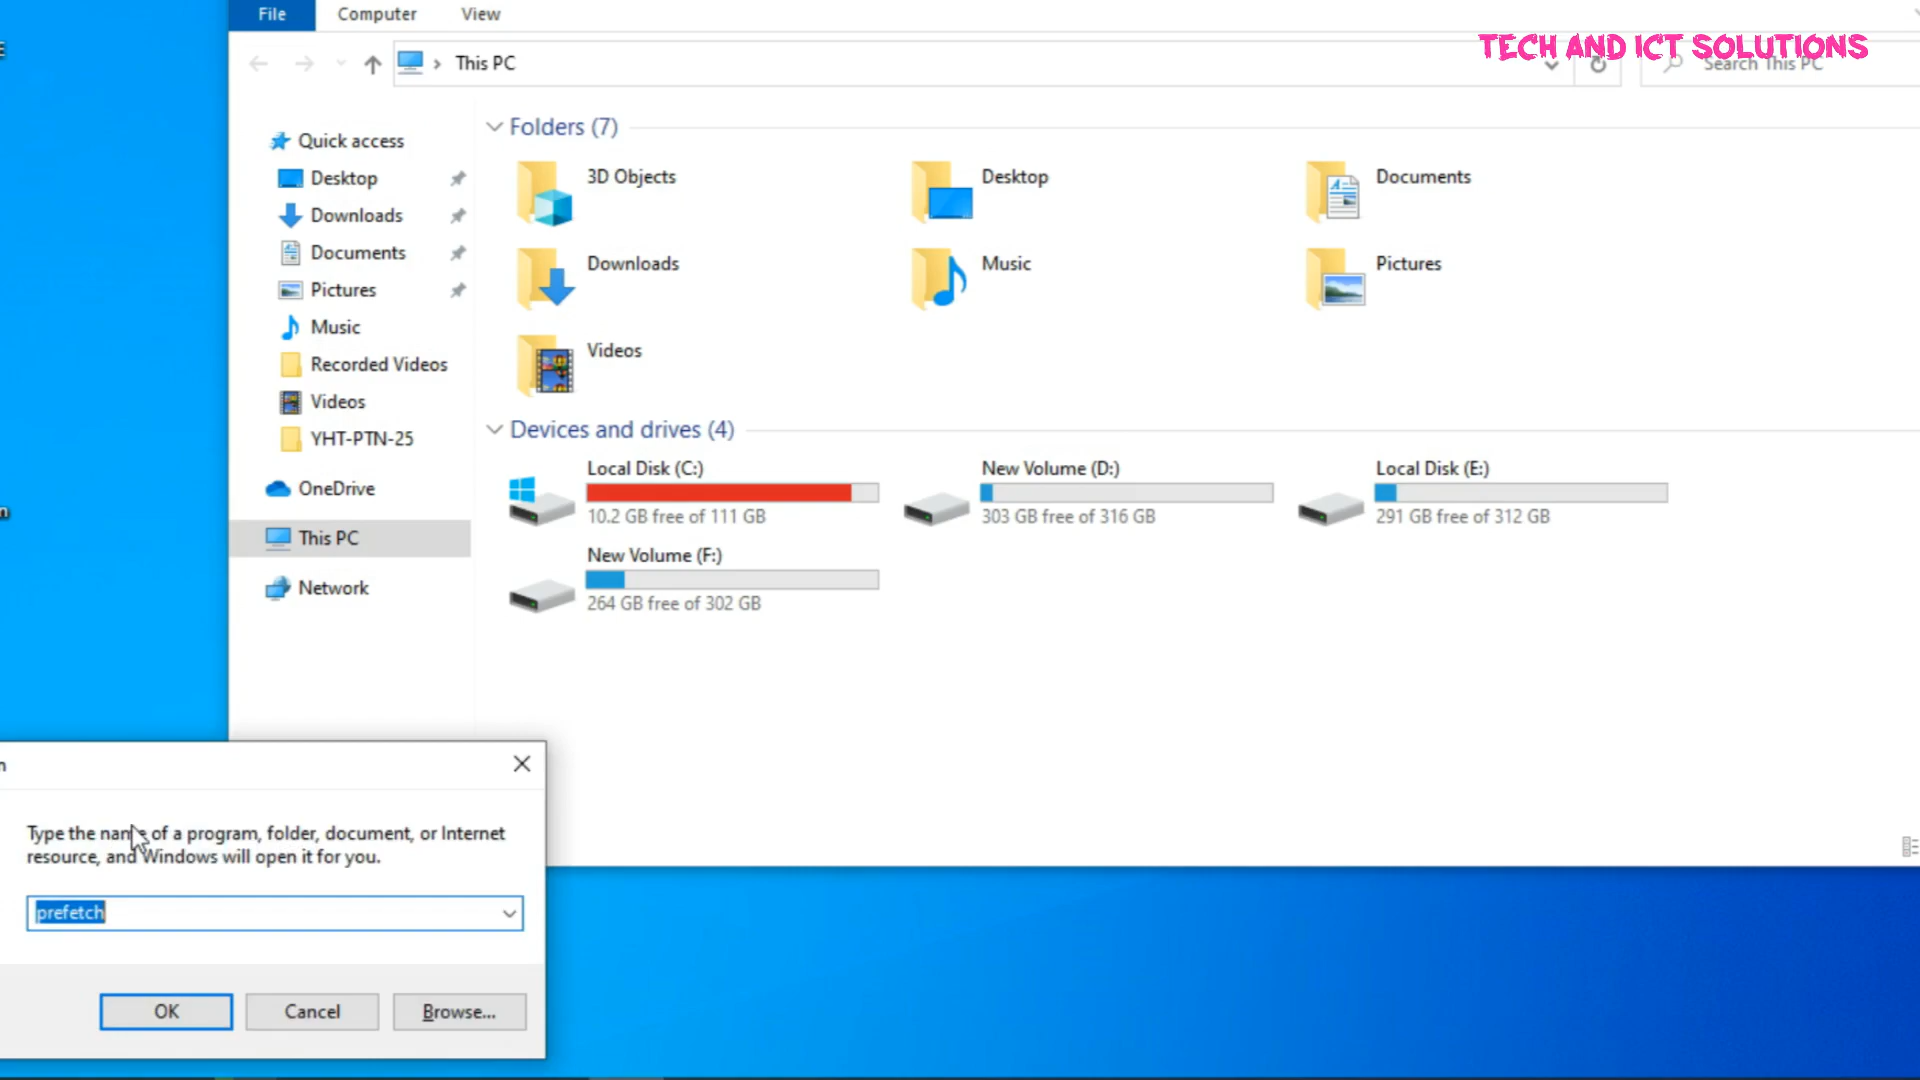 File Computer View
TECH AND ICT SOLUTIONS
This PC
Search This PC
Quick access
Desktop
Downloads
Documents
Pictures
Music
Recorded Videos
Videos
YHT-PTN-25
OneDrive
This PC
Network
Folders (7)
3D Objects
Desktop
Documents
Downloads
Music
Pictures
Videos
Devices and drives (4)
Local Disk (C:)
10.2 GB free of 111 GB
New Volume (D:)
303 GB free of 316 GB
Local Disk (E:)
291 GB free of 312 GB
New Volume (F:)
264 GB free of 302 GB
Type the name of a program, folder, document, or Internet
resource, and Windows will open it for you.
prefetch
OK Cancel Browse...